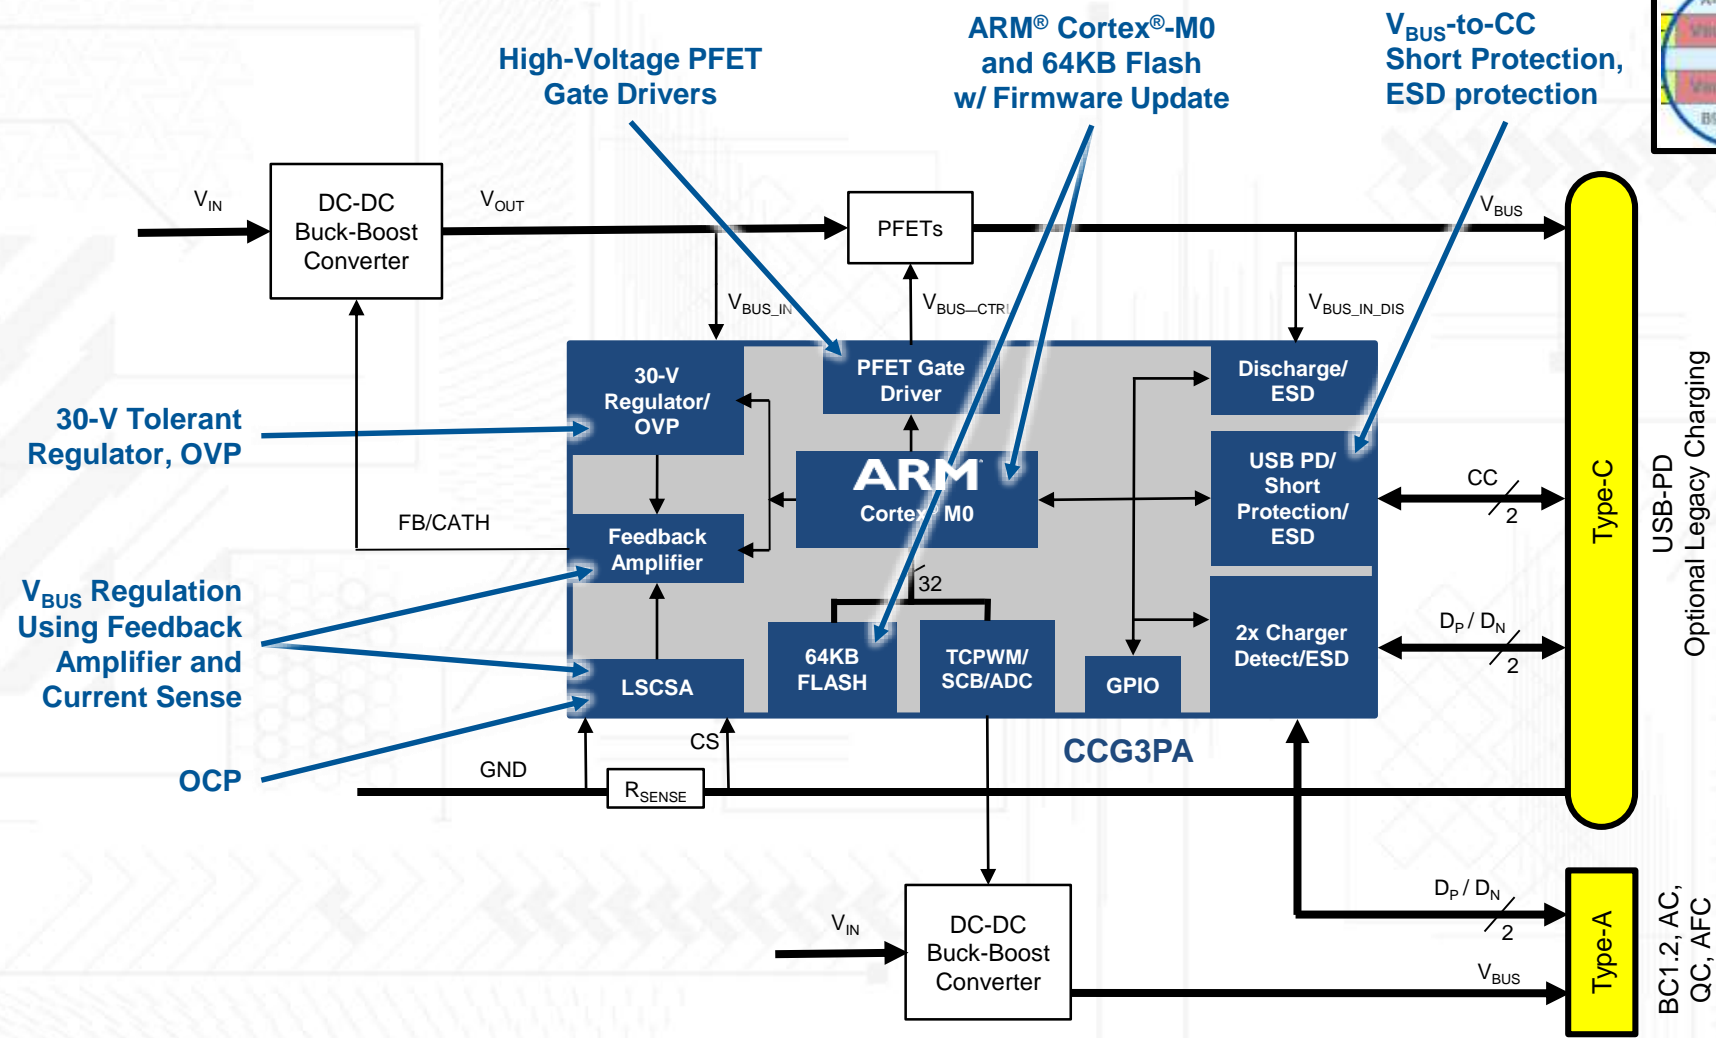 High-Voltage PFET
Gate Drivers
ARM® Cortex®-M0
and 64KB Flash
w/ Firmware Update
VBUS-to-CC
Short Protection,
ESD protection
VIN
DC-DC
Buck-Boost
Converter
VOUT
PFETs
VBUS
VBUS_IN
VBUS_CTRL
VBUS_IN_DIS
30-V Tolerant
Regulator, OVP
30-V
Regulator/
OVP
PFET Gate
Driver
Discharge/
ESD
ARM
Cortex® M0
USB PD/
Short
Protection/
ESD
CC
2
FB/CATH
Feedback
Amplifier
32
VBUS Regulation
Using Feedback
Amplifier and
Current Sense
64KB
FLASH
TCPWM/
SCB/ADC
GPIO
2x Charger
Detect/ESD
DP / DN
2
LSCSA
OCP
GND
CS
RSENSE
CCG3PA
Type-C
USB-PD
Optional Legacy Charging
VIN
DC-DC
Buck-Boost
Converter
DP / DN
2
VBUS
Type-A
BC1.2, AC,
QC, AFC